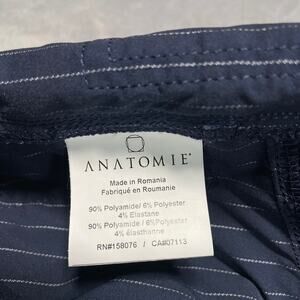 ANATOMIE
Made in Romania
Fabriqué en Roumanie
90% Polyamide/ 6% Polyester
4% Elastane
90% Polyamide / 6%Polyester
4% élasthanne
RN#158076 / CA#07113